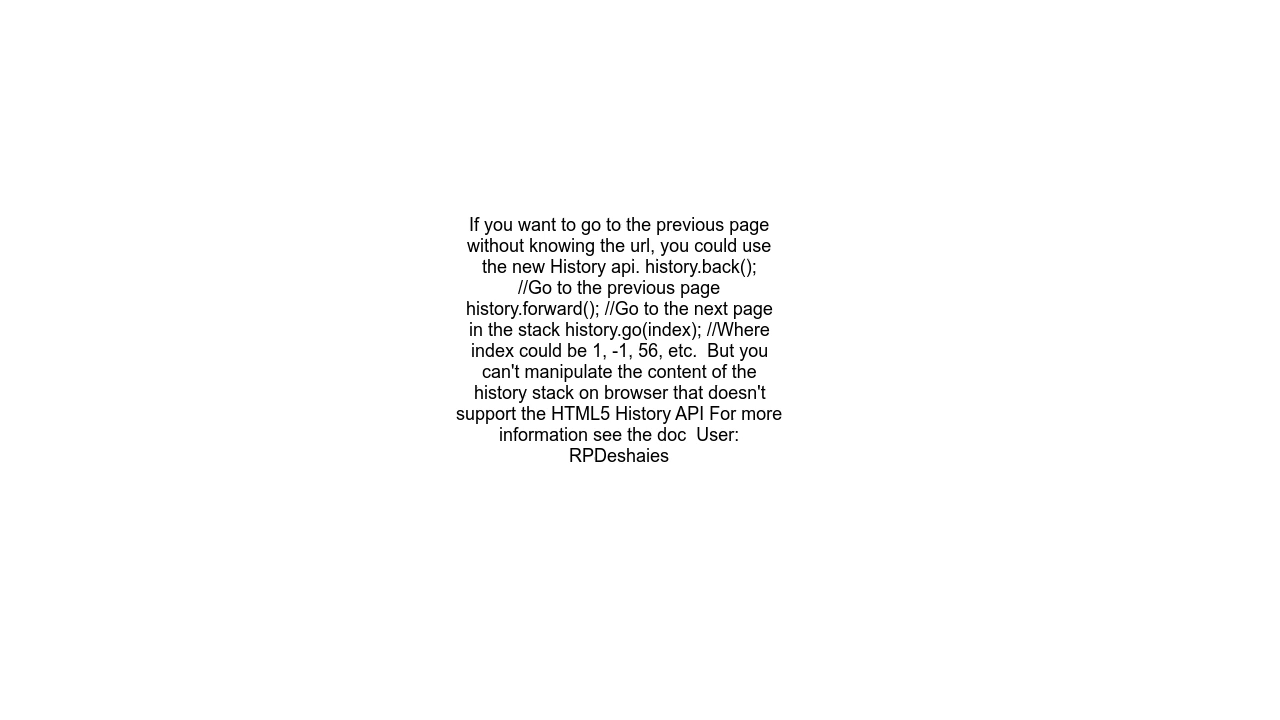 If you want to go to the previous page
without knowing the url, you could use
the new History api. history.back();
//Go to the previous page
history.forward(); //Go to the next page
in the stack history.go(index); //Where
index could be 1, -1, 56, etc.  But you
can't manipulate the content of the
history stack on browser that doesn't
support the HTML5 History API For more
information see the doc  User:
RPDeshaies